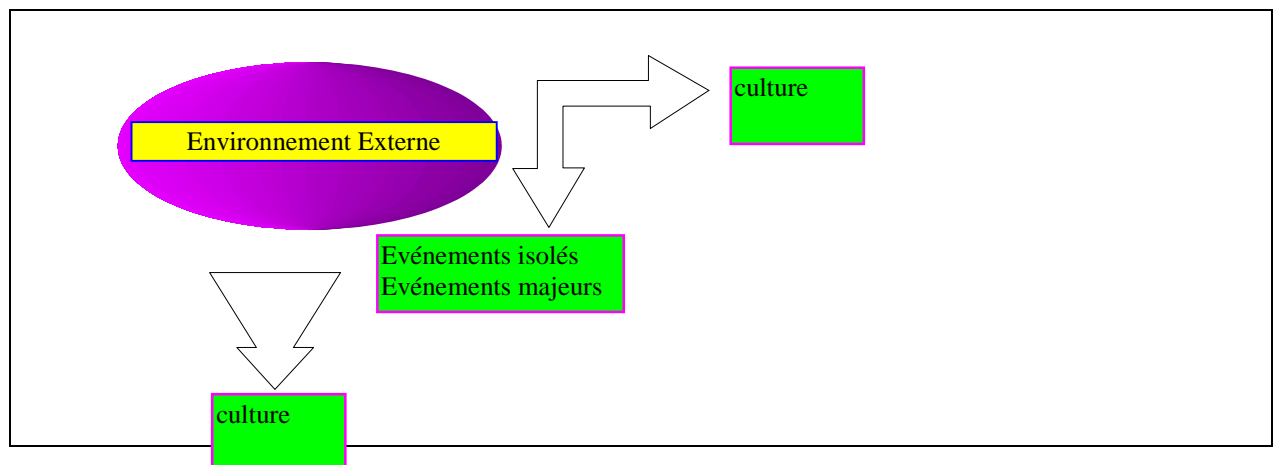 culture
Environnement Externe
Evénements isolés
Evénements majeurs
culture